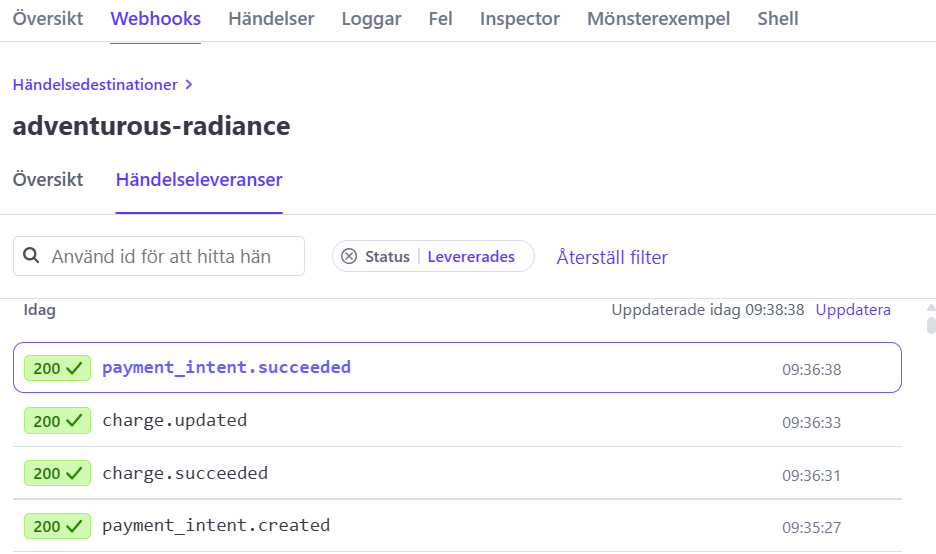 Översikt Webhooks Händelser Loggar Fel Inspector Mönsterexempel Shell
Händelsedestinationer >
adventurous-radiance
Översikt Händelseleveranser
Använd id för att hitta hän
Status | Levererades Återställ filter
Idag Uppdaterade idag 09:38:38 Uppdatera
200 ✓ payment_intent.succeeded 09:36:38
200 ✓ charge.updated 09:36:33
200 ✓ charge.succeeded 09:36:31
200 ✓ payment_intent.created 09:35:27